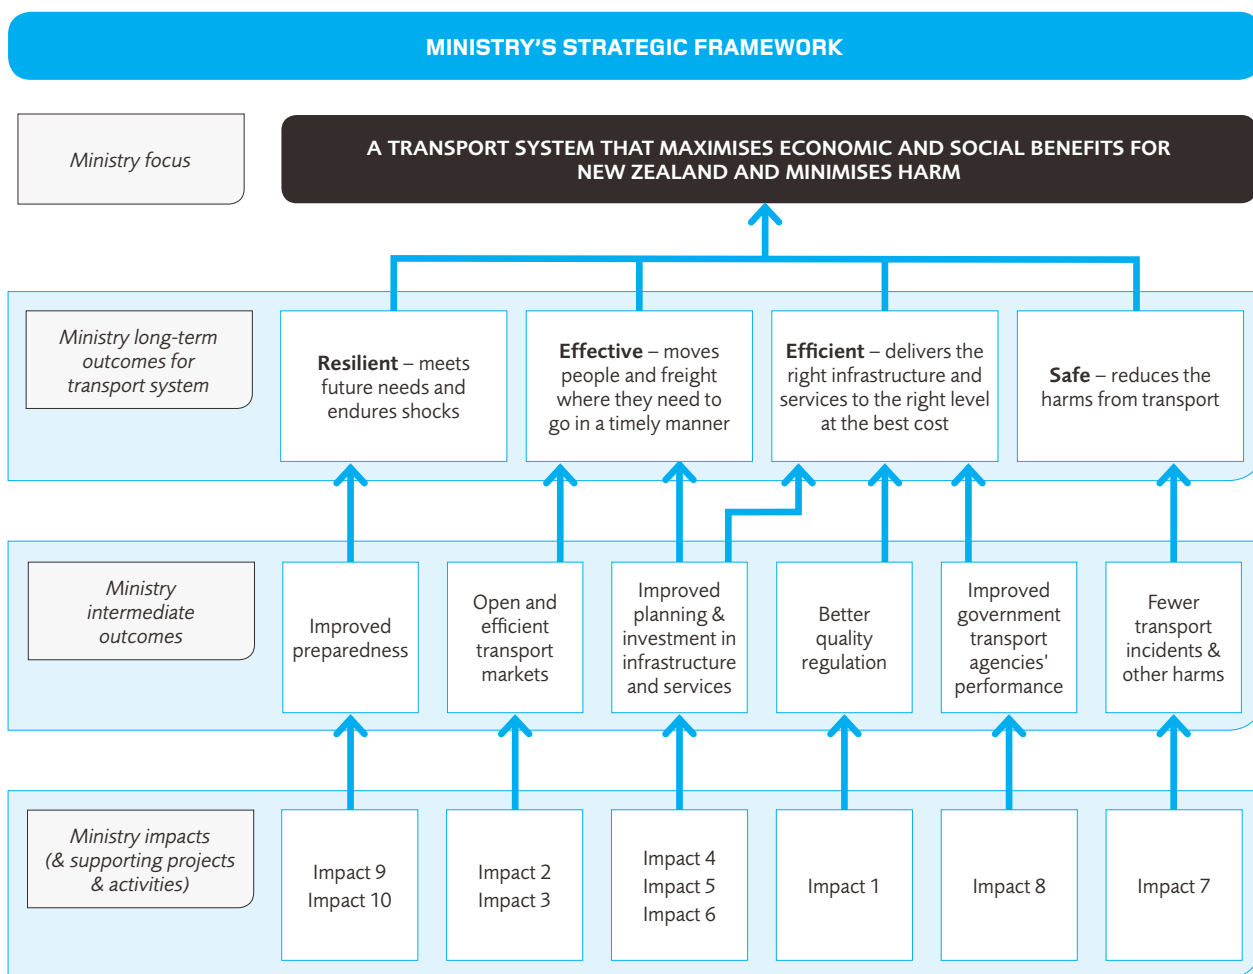 MINISTRY'S STRATEGIC FRAMEWORK
Ministry focus
A TRANSPORT SYSTEM THAT MAXIMISES ECONOMIC AND SOCIAL BENEFITS FOR
NEW ZEALAND AND MINIMISES HARM
Ministry long-term
outcomes for
transport system
Resilient – meets
future needs and
endures shocks
Effective – moves
people and freight
where they need to
go in a timely manner
Efficient – delivers the
right infrastructure and
services to the right level
at the best cost
Safe – reduces the
harms from transport
Ministry
intermediate
outcomes
Improved
preparedness
Open and
efficient
transport
markets
Improved
planning &
investment in
infrastructure
and services
Better
quality
regulation
Improved
government
transport
agencies'
performance
Fewer
transport
incidents &
other harms
Ministry impacts
(& supporting projects
& activities)
Impact 9
Impact 10
Impact 2
Impact 3
Impact 4
Impact 5
Impact 6
Impact 1
Impact 8
Impact 7